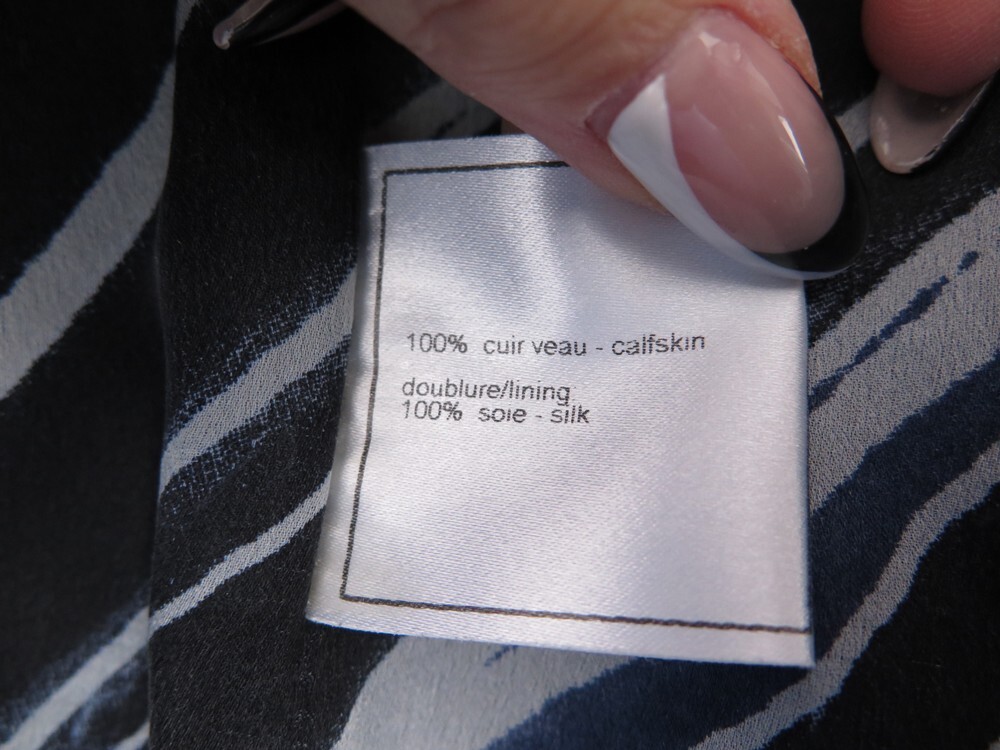 100% cuir veau - calfskin
doublure/lining
100% soie - silk